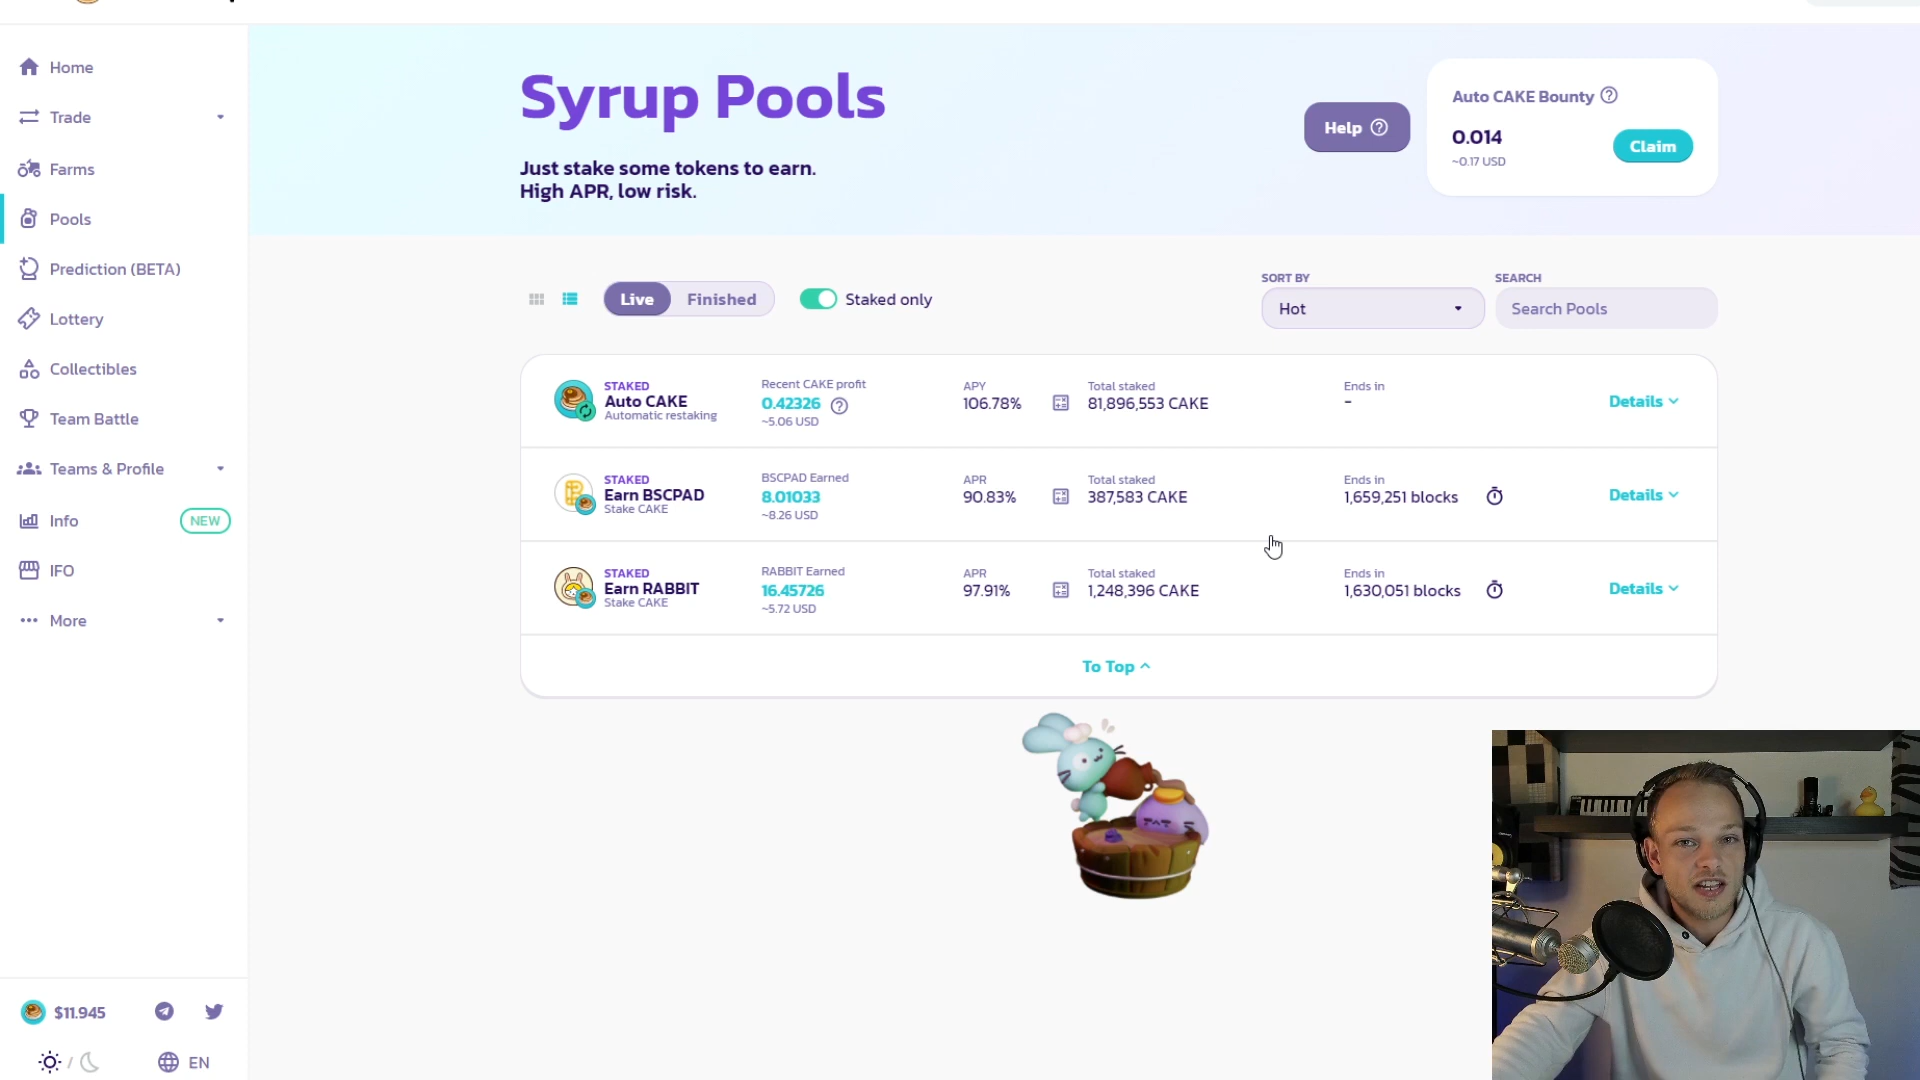 Home
Trade
Farms
Pools
Prediction (BETA)
Lottery
Collectibles
Team Battle
Teams & Profile
Info NEW
IFO
More
$11.945
EN
Syrup Pools
Just stake some tokens to earn.
High APR, low risk.
Help
Auto CAKE Bounty
0.014
~0.17 USD
Claim
Live Finished
Staked only
SORT BY
Hot
SEARCH
Search Pools
STAKED
Auto CAKE
Automatic restaking
Recent CAKE profit
0.42326
~5.06 USD
APY
106.78%
Total staked
81,896,553 CAKE
Ends in
-
Details
STAKED
Earn BSCPAD
Stake CAKE
BSCPAD Earned
8.01033
~8.26 USD
APR
90.83%
Total staked
387,583 CAKE
Ends in
1,659,251 blocks
Details
STAKED
Earn RABBIT
Stake CAKE
RABBIT Earned
16.45726
~5.72 USD
APR
97.91%
Total staked
1,248,396 CAKE
Ends in
1,630,051 blocks
Details
To Top